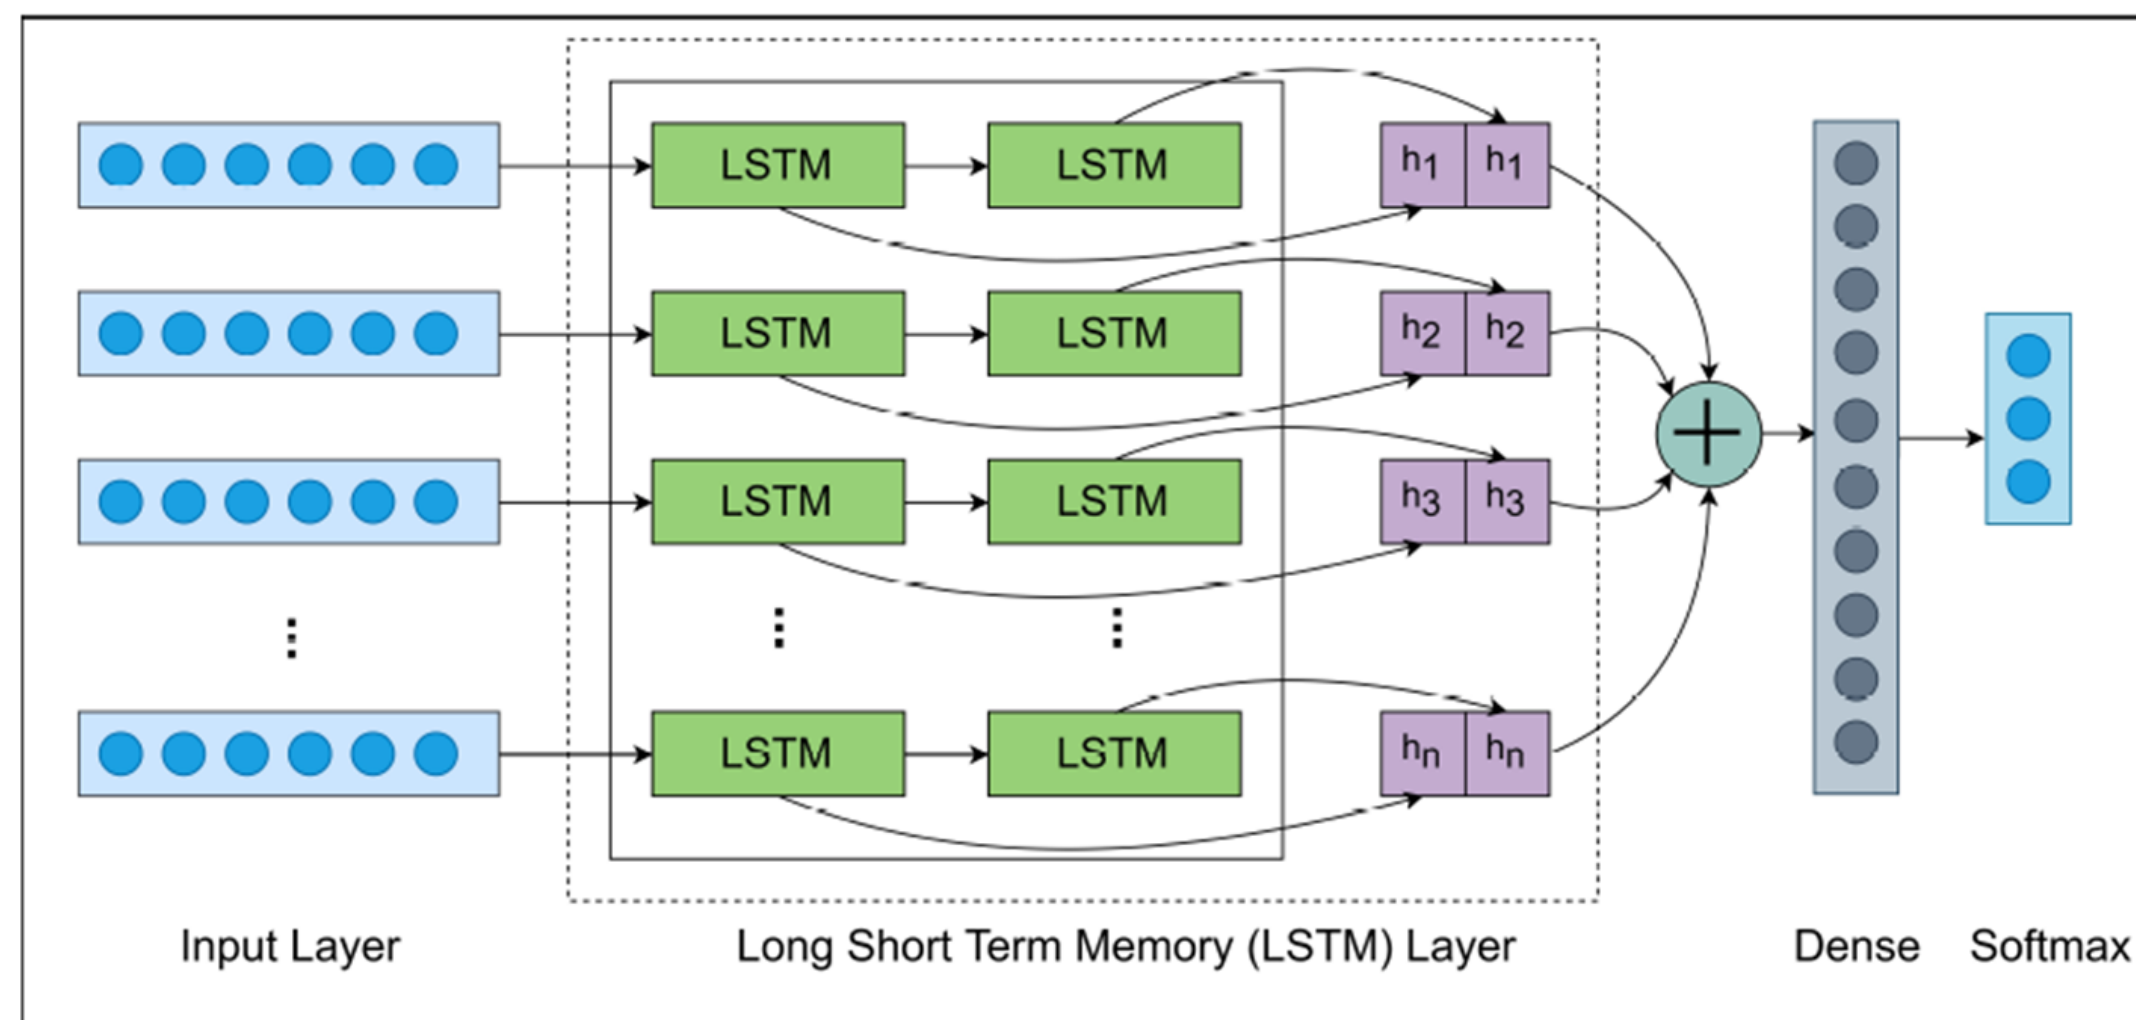 LSTM LSTM h1 h1
LSTM LSTM h2 h2
LSTM LSTM h3 h3
LSTM LSTM hn hn
Input Layer Long Short Term Memory (LSTM) Layer Dense Softmax